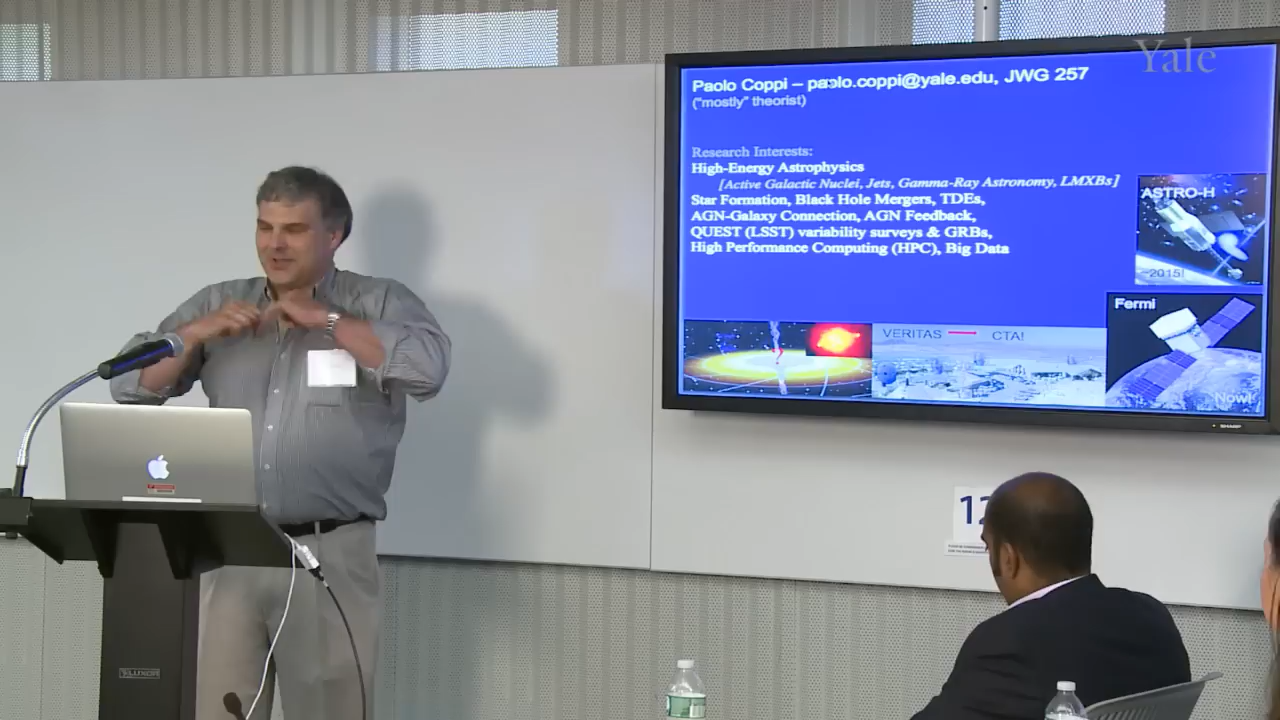 Yale
Paolo Coppi – paolo.coppi@yale.edu, JWG 257
("mostly" theorist)
Research Interests:
High-Energy Astrophysics
[Active Galactic Nuclei, Jets, Gamma-Ray Astronomy, LMXBs]
Star Formation, Black Hole Mergers, TDEs,
AGN-Galaxy Connection, AGN Feedback,
QUEST (LSST) variability surveys & GRBs,
High Performance Computing (HPC), Big Data
ASTRO-H
~2015!
Fermi
Now!
VERITAS
CTA!
SHARP
12